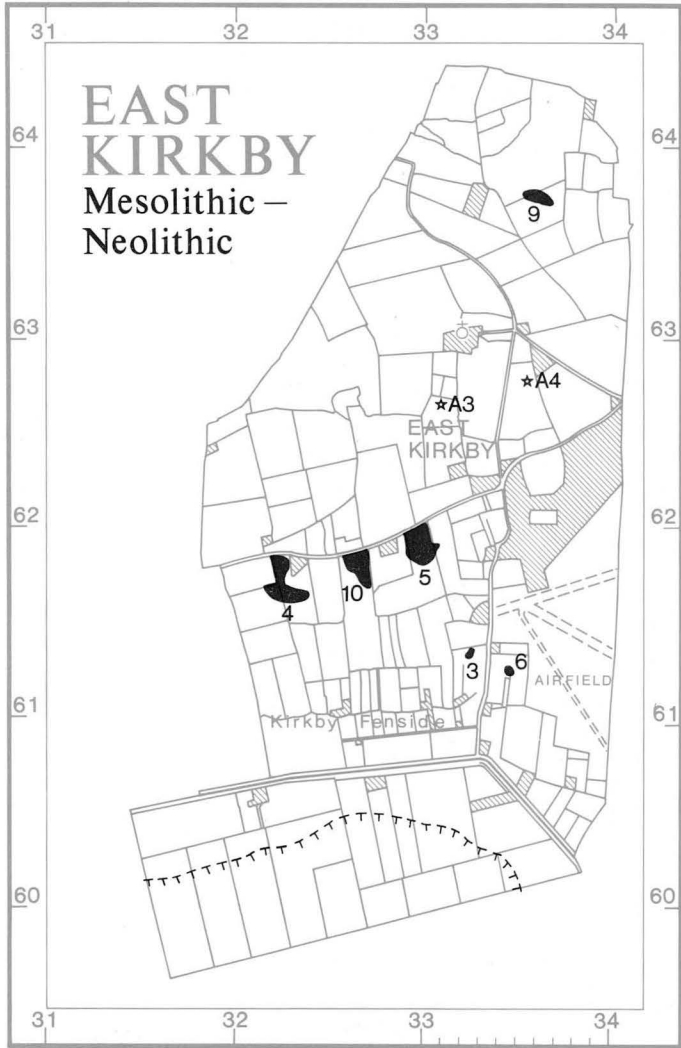 31 32 33 34
64 64
EAST
KIRKBY
Mesolithic –
Neolithic
9
63 63
A4
A3
EAST
KIRKBY
62 62
5
10
4
3 6
AIRFIELD
61 61
Kirkby Fenside
60 60
31 32 33 34